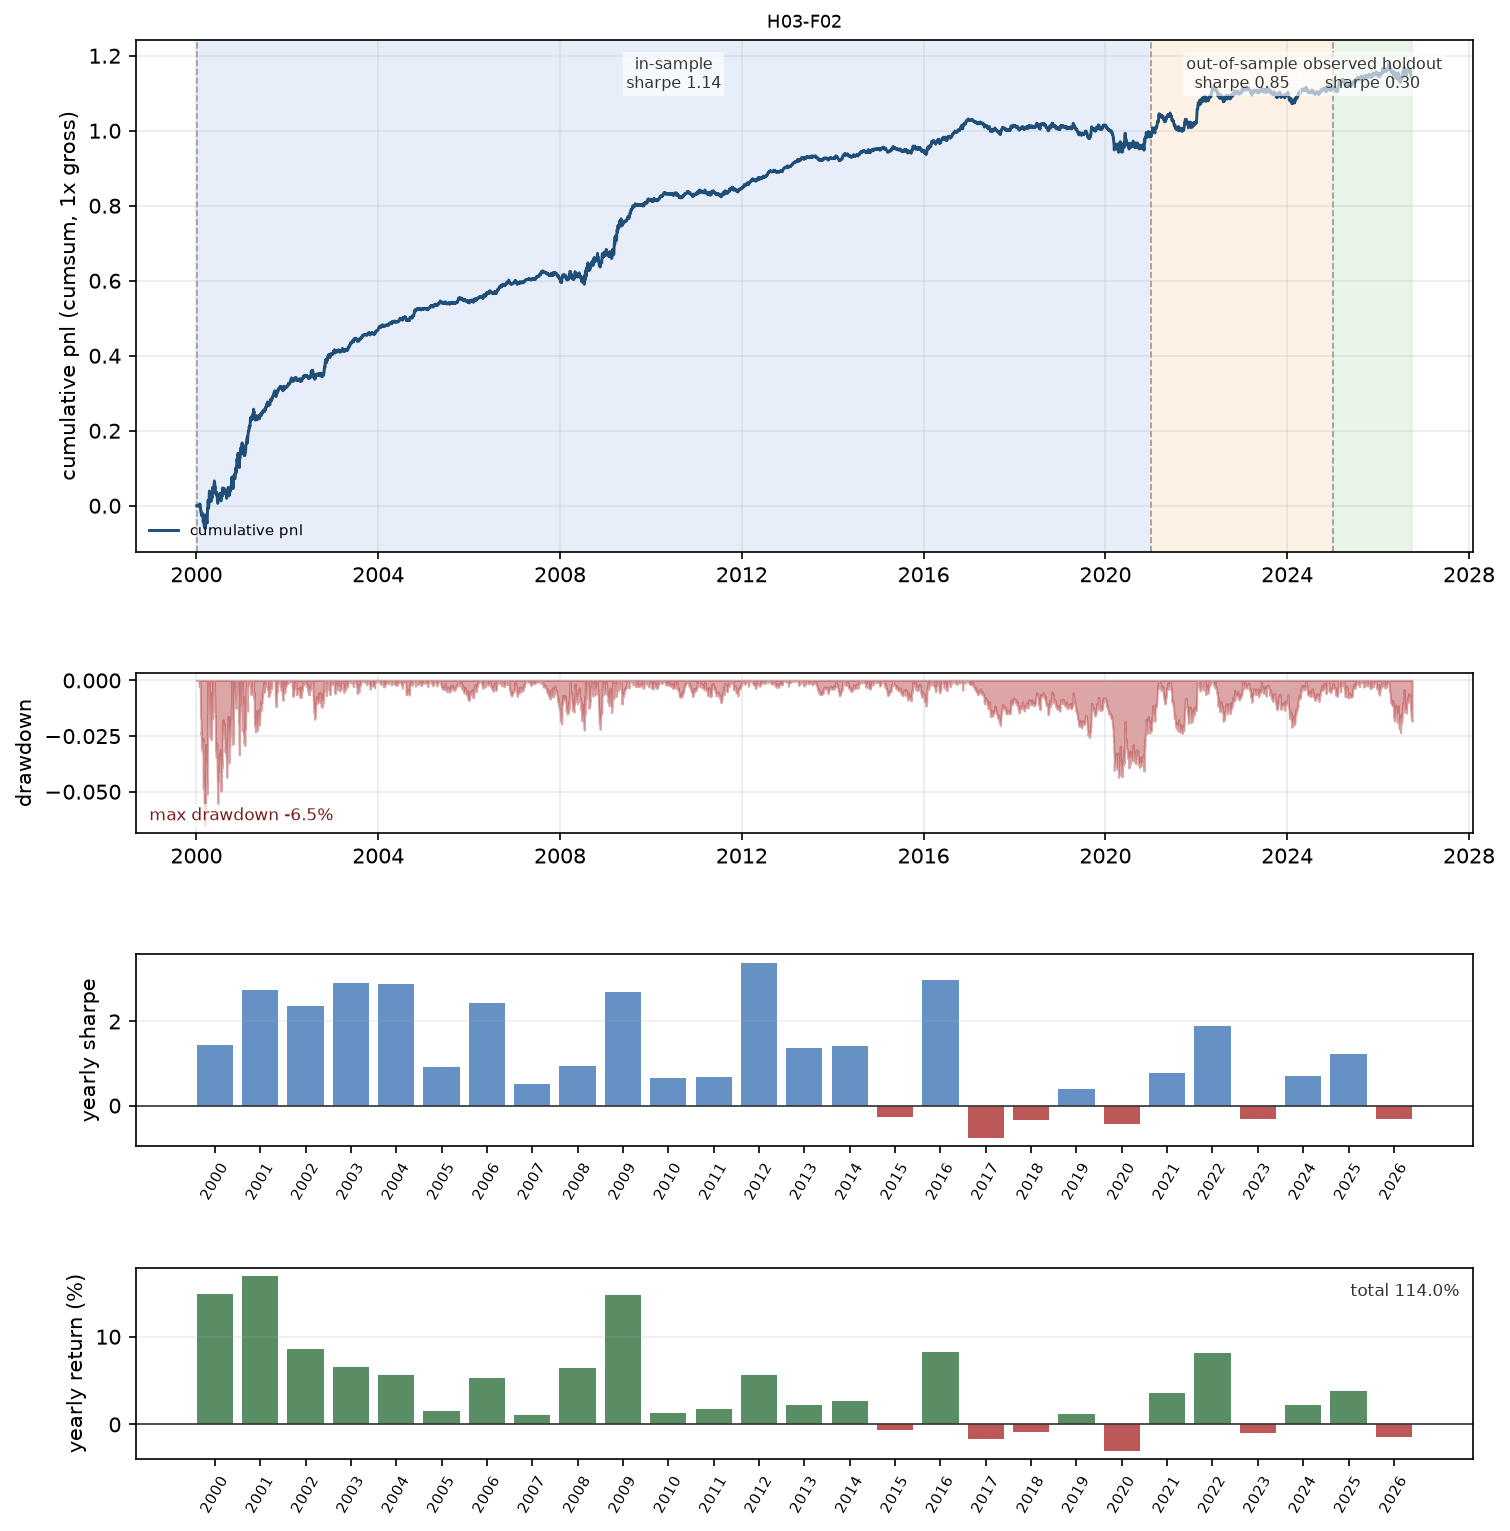 H03-F02
cumulative pnl (cumsum, 1x gross)
1.2
1.0
0.8
0.6
0.4
0.2
0.0
in-sample
sharpe 1.14
out-of-sample
sharpe 0.85
observed holdout
sharpe 0.30
cumulative pnl
2000 2004 2008 2012 2016 2020 2024 2028
drawdown
0.000
−0.025
−0.050
max drawdown -6.5%
2000 2004 2008 2012 2016 2020 2024 2028
yearly sharpe
2
0
2000 2001 2002 2003 2004 2005 2006 2007 2008 2009 2010 2011 2012 2013 2014 2015 2016 2017 2018 2019 2020 2021 2022 2023 2024 2025 2026
yearly return (%)
10
0
total 114.0%
2000 2001 2002 2003 2004 2005 2006 2007 2008 2009 2010 2011 2012 2013 2014 2015 2016 2017 2018 2019 2020 2021 2022 2023 2024 2025 2026